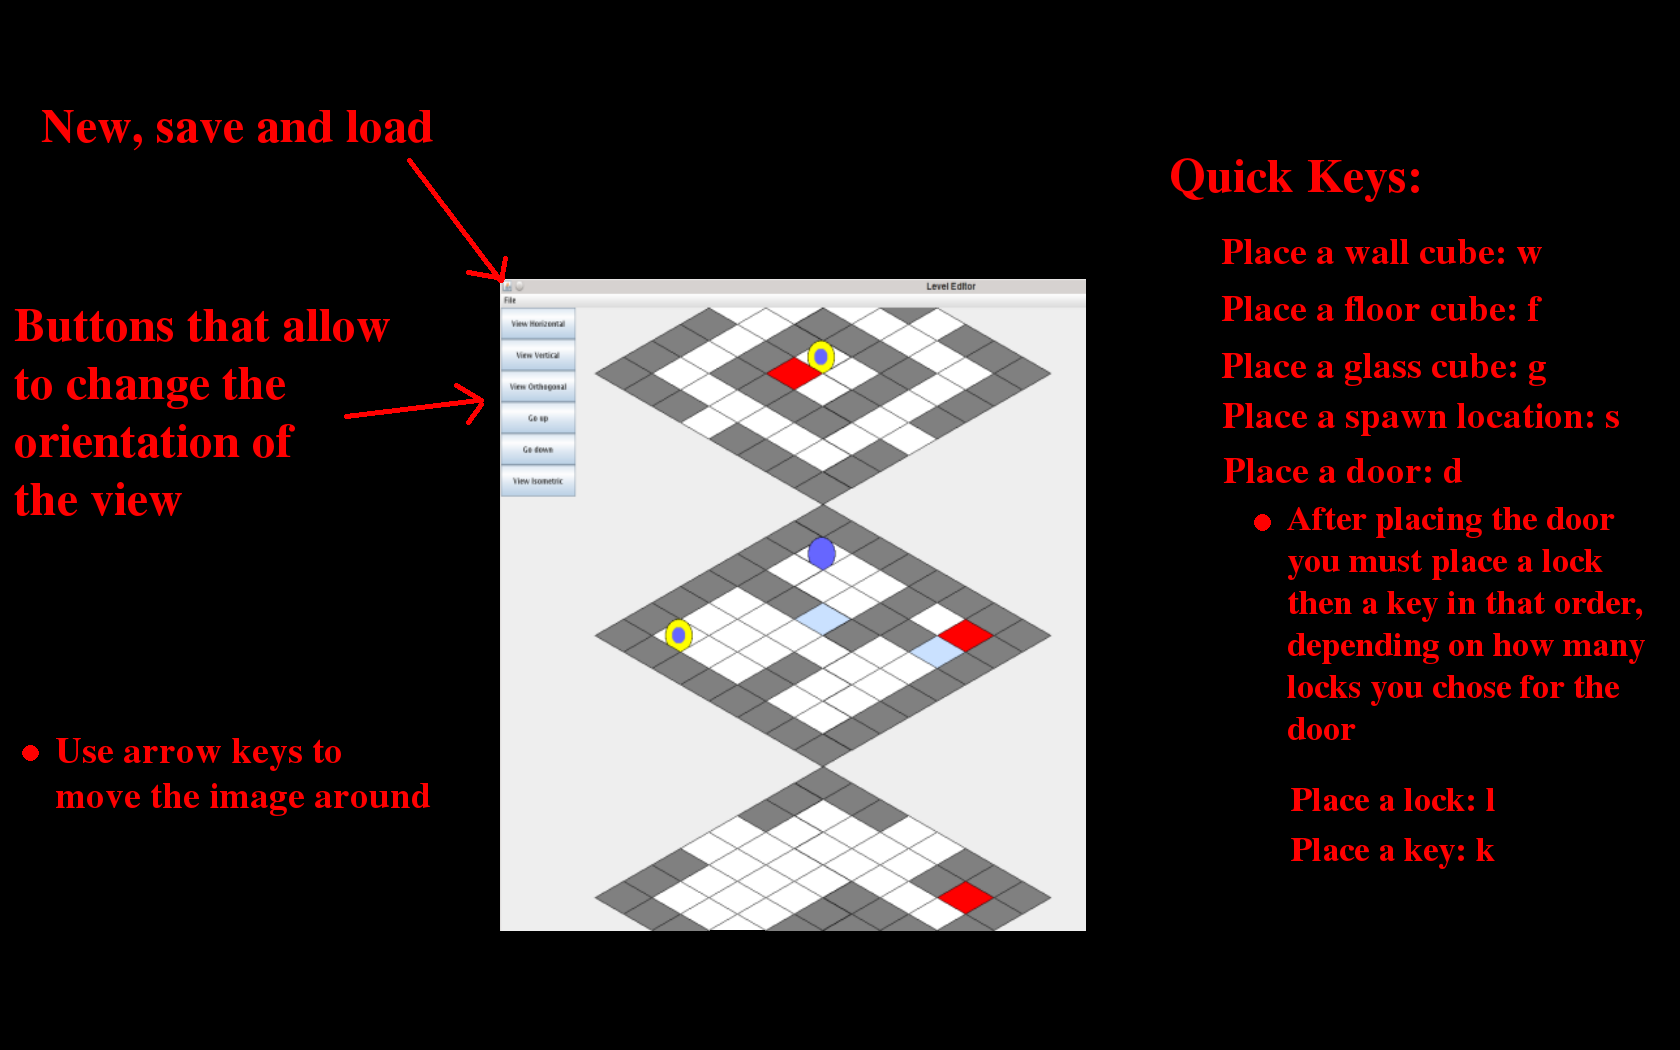 New, save and load
Buttons that allow
to change the
orientation of
the view
Use arrow keys to
move the image around
Level Editor
File
View Horizontal
View Vertical
View Orthogonal
Go up
Go down
View Isometric
Quick Keys:
Place a wall cube: w
Place a floor cube: f
Place a glass cube: g
Place a spawn location: s
Place a door: d
After placing the door
you must place a lock
then a key in that order,
depending on how many
locks you chose for the
door
Place a lock: l
Place a key: k